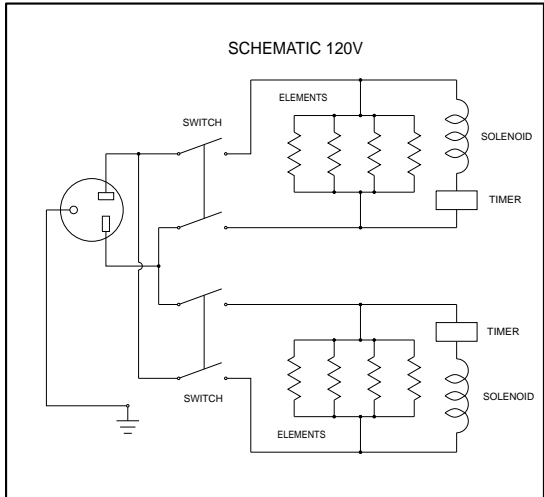 SCHEMATIC 120V
ELEMENTS
SWITCH
SOLENOID
TIMER
TIMER
SWITCH
SOLENOID
ELEMENTS